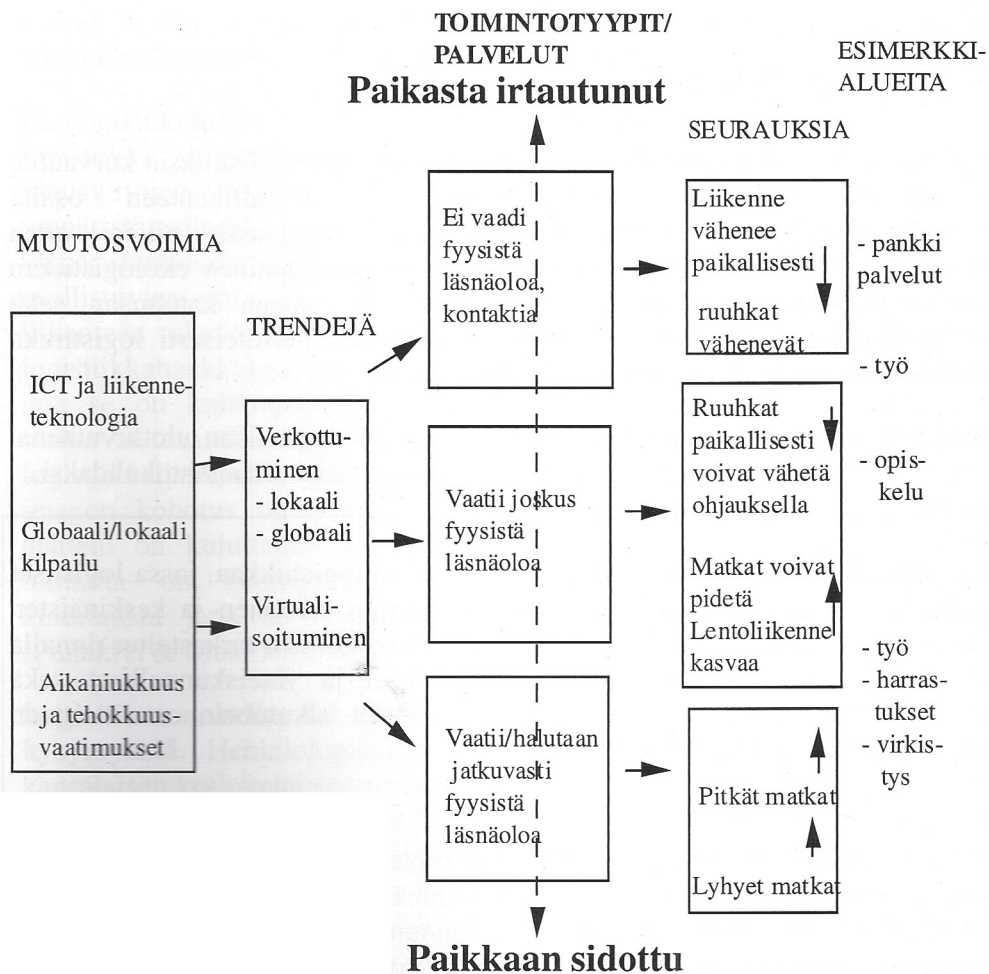 TOIMINTOTYYPIT/
PALVELUT
Paikasta irtautunut
ESIMERKKI-
ALUEITA
SEURAUKSIA
MUUTOSVOIMIA
ICT ja liikenne-
teknologia
Globaali/lokaali
kilpailu
Aikaniukkuus
ja tehokkuus-
vaatimukset
TRENDEJÄ
Verkottu-
minen
- lokaali
- globaali
Virtuali-
soituminen
Ei vaadi
fyysistä
läsnäoloa,
kontaktia
Vaatii joskus
fyysistä
läsnäoloa
Vaatii/halutaan
jatkuvasti
fyysistä
läsnäoloa
Liikenne
vähenee
paikallisesti
ruuhkat
vähenevät
Ruuhkat
paikallisesti
voivat vähetä
ohjauksella
Matkat voivat
pidetä
Lentoliikenne
kasvaa
Pitkät matkat
Lyhyet matkat
- pankki
palvelut
- työ
- opis-
kelu
- työ
- harras-
tukset
- virkis-
tys
Paikkaan sidottu